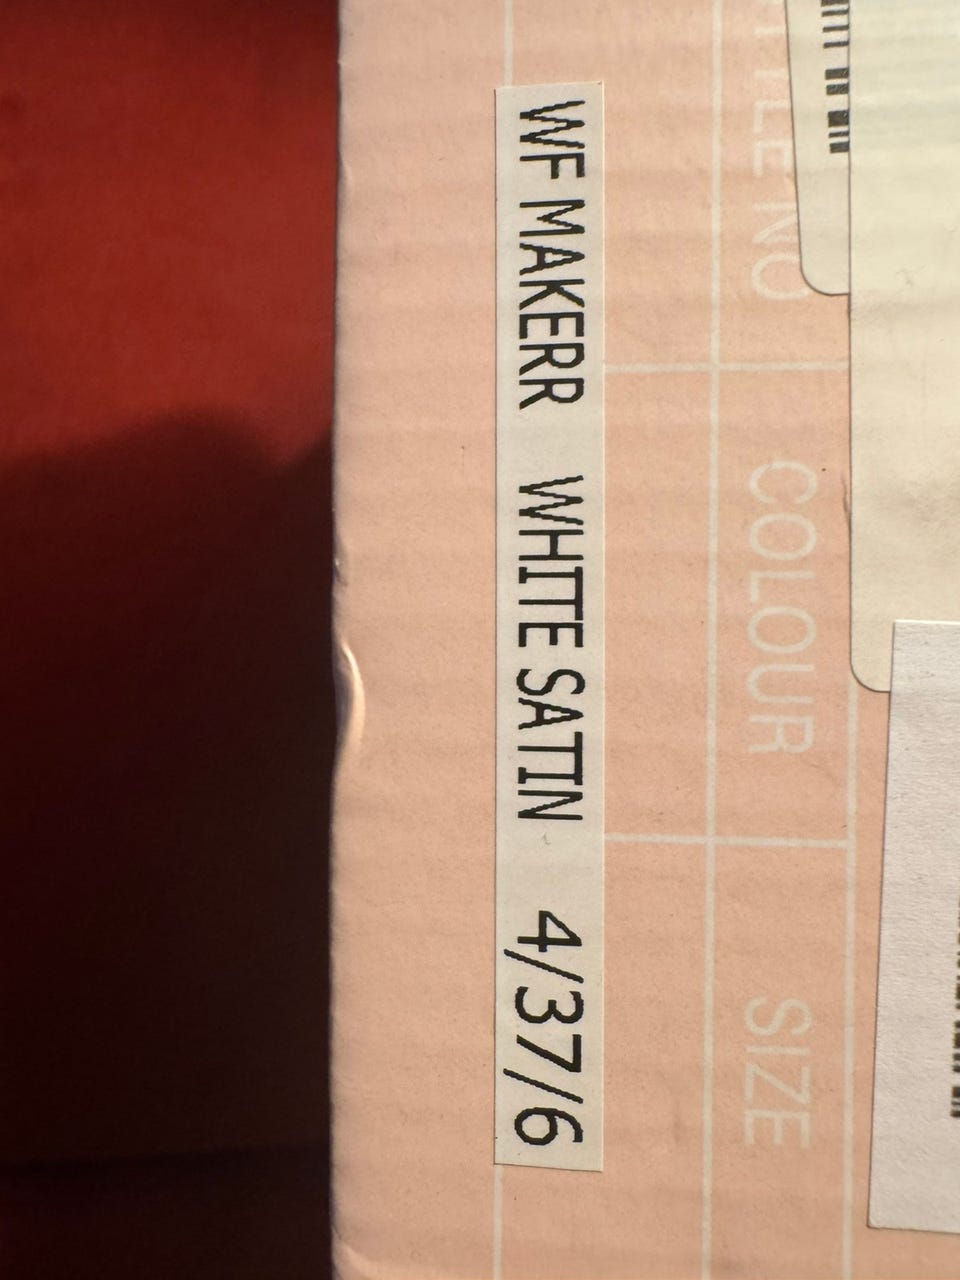 WF MAKERR WHITE SATIN 4/37/6
COLOUR
SIZE